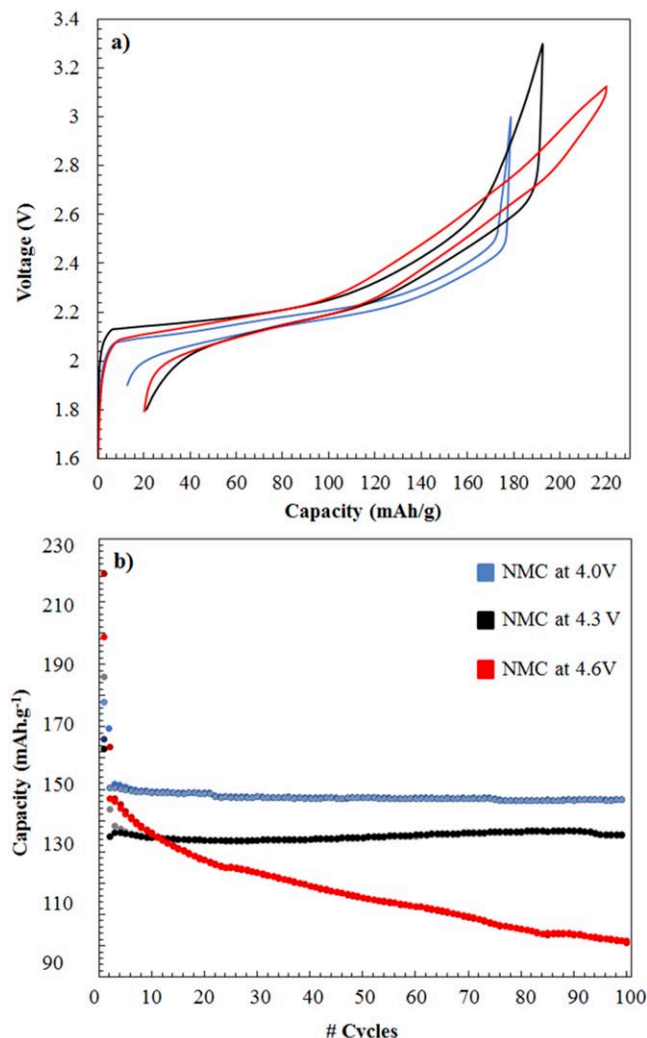 a)
3.4
3.2
3
2.8
2.6
2.4
2.2
2
1.8
1.6
Voltage (V)
0 20 40 60 80 100 120 140 160 180 200 220
Capacity (mAh/g)
b)
230
210
190
170
150
130
110
90
Capacity (mAh.g-1)
NMC at 4.0V
NMC at 4.3 V
NMC at 4.6V
0 10 20 30 40 50 60 70 80 90 100
# Cycles